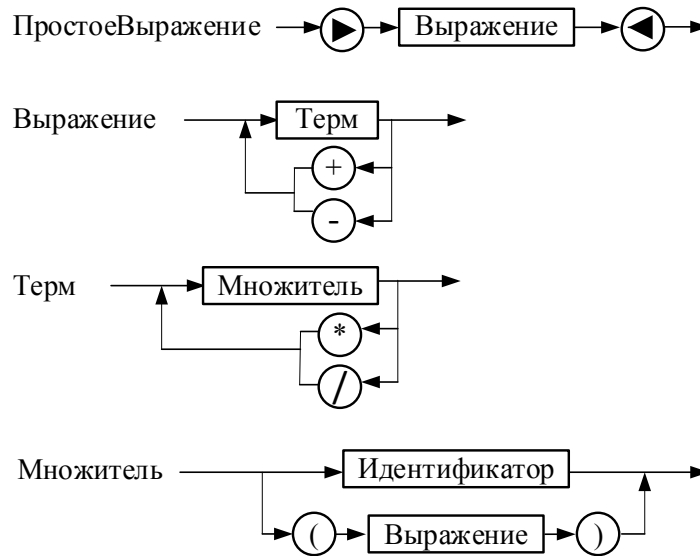 ПростоеВыражение Выражение
Выражение Терм
+
-
Терм Множитель
*
/
Множитель Идентификатор
( Выражение )